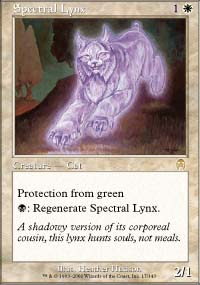 Spectral Lynx 1
Creature — Cat
Protection from green
: Regenerate Spectral Lynx.
A shadowy version of its corporeal
cousin, this lynx hunts souls, not meals.
Illus. Heather Hudson
2/1